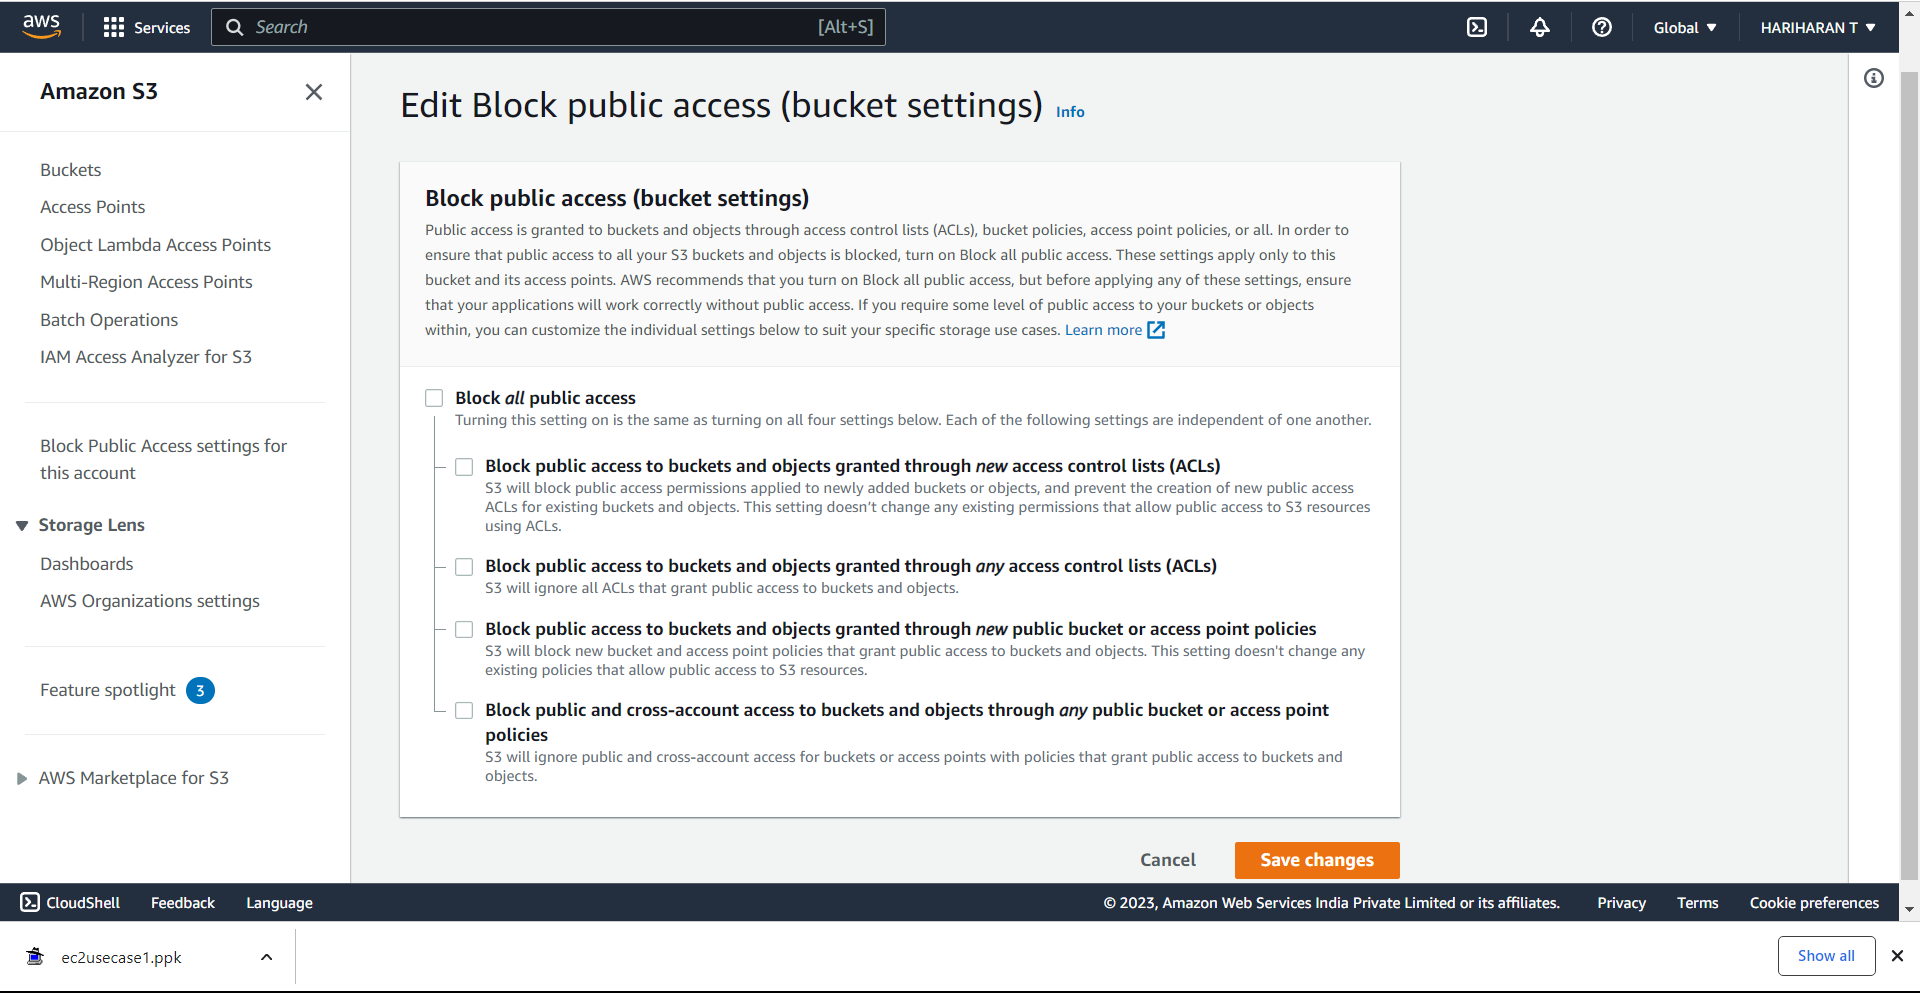 aws
Services
Search
[Alt+S]
Global
HARIHARAN T
Amazon S3
Buckets
Access Points
Object Lambda Access Points
Multi-Region Access Points
Batch Operations
IAM Access Analyzer for S3
Block Public Access settings for
this account
Storage Lens
Dashboards
AWS Organizations settings
Feature spotlight 3
AWS Marketplace for S3
Edit Block public access (bucket settings) Info
Block public access (bucket settings)
Public access is granted to buckets and objects through access control lists (ACLs), bucket policies, access point policies, or all. In order to
ensure that public access to all your S3 buckets and objects is blocked, turn on Block all public access. These settings apply only to this
bucket and its access points. AWS recommends that you turn on Block all public access, but before applying any of these settings, ensure
that your applications will work correctly without public access. If you require some level of public access to your buckets or objects
within, you can customize the individual settings below to suit your specific storage use cases. Learn more
Block all public access
Turning this setting on is the same as turning on all four settings below. Each of the following settings are independent of one another.
Block public access to buckets and objects granted through new access control lists (ACLs)
S3 will block public access permissions applied to newly added buckets or objects, and prevent the creation of new public access
ACLs for existing buckets and objects. This setting doesn't change any existing permissions that allow public access to S3 resources
using ACLs.
Block public access to buckets and objects granted through any access control lists (ACLs)
S3 will ignore all ACLs that grant public access to buckets and objects.
Block public access to buckets and objects granted through new public bucket or access point policies
S3 will block new bucket and access point policies that grant public access to buckets and objects. This setting doesn't change any
existing policies that allow public access to S3 resources.
Block public and cross-account access to buckets and objects through any public bucket or access point
policies
S3 will ignore public and cross-account access for buckets or access points with policies that grant public access to buckets and
objects.
Cancel
Save changes
CloudShell
Feedback
Language
© 2023, Amazon Web Services India Private Limited or its affiliates.
Privacy
Terms
Cookie preferences
ec2usecase1.ppk
Show all